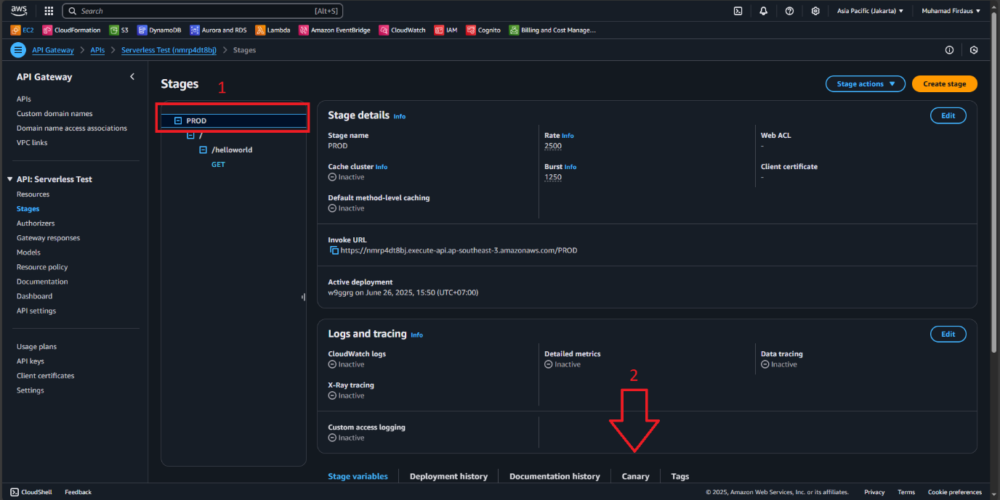 aws Search [Alt+S] Asia Pacific (Jakarta) ▼ Muhamad Firdaus ▼
EC2 CloudFormation S3 DynamoDB Aurora and RDS Lambda Amazon EventBridge CloudWatch IAM Cognito Billing and Cost Manage...
API Gateway > APIs > Serverless Test (nmrp4dt8bj) > Stages
API Gateway
APIs
Custom domain names
Domain name access associations
VPC links
▼ API: Serverless Test
Resources
Stages
Authorizers
Gateway responses
Models
Resource policy
Documentation
Dashboard
API settings
Usage plans
API keys
Client certificates
Settings
Stages
1
Stage actions ▼ Create stage
PROD
/
/helloworld
GET
Stage details Info
Edit
Stage name
PROD
Cache cluster Info
Inactive
Default method-level caching
Inactive
Rate Info
2500
Burst Info
1250
Web ACL
-
Client certificate
-
Invoke URL
https://nmrp4dt8bj.execute-api.ap-southeast-3.amazonaws.com/PROD
Active deployment
w9ggrg on June 26, 2025, 15:50 (UTC+07:00)
Logs and tracing Info
Edit
CloudWatch logs
Inactive
X-Ray tracing
Inactive
Detailed metrics
Inactive
Data tracing
Inactive
2
Custom access logging
Inactive
Stage variables Deployment history Documentation history Canary Tags
CloudShell Feedback © 2025, Amazon Web Services, Inc. or its affiliates. Privacy Terms Cookie preferences